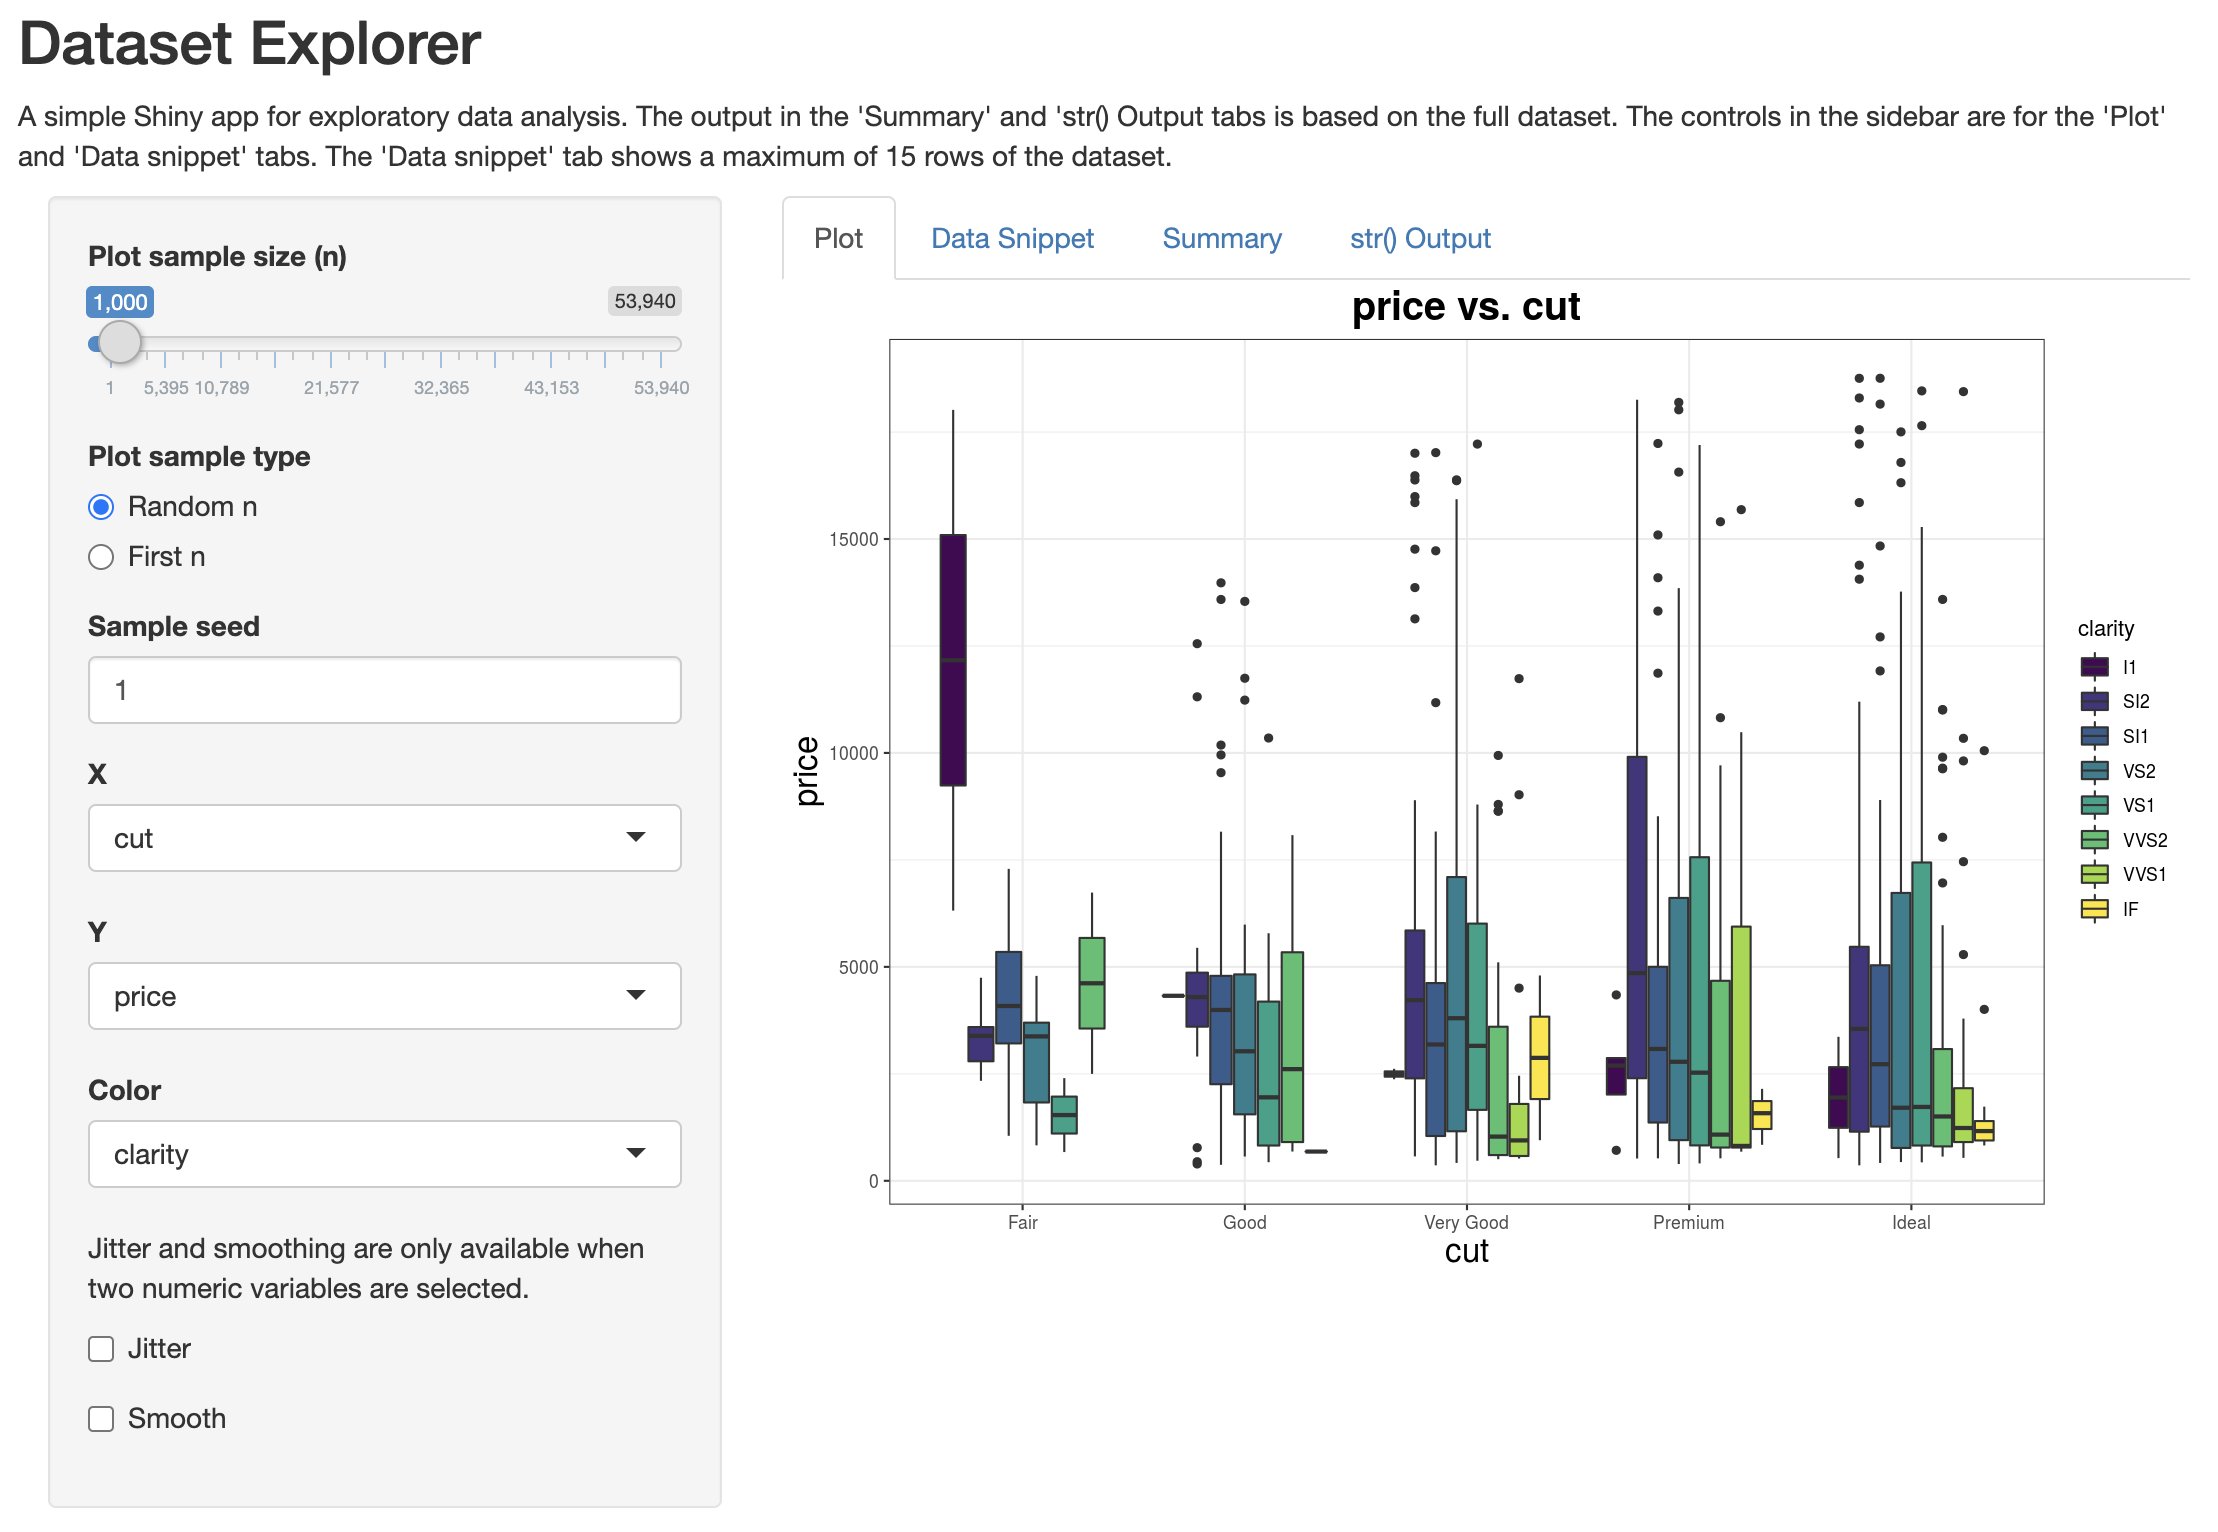 Dataset Explorer
A simple Shiny app for exploratory data analysis. The output in the 'Summary' and 'str() Output tabs is based on the full dataset. The controls in the sidebar are for the 'Plot'
and 'Data snippet' tabs. The 'Data snippet' tab shows a maximum of 15 rows of the dataset.
Plot sample size (n)
1,000 53,940
1 5,395 10,789 21,577 32,365 43,153 53,940
Plot sample type
Random n
First n
Sample seed
1
X
cut
Y
price
Color
clarity
Jitter and smoothing are only available when
two numeric variables are selected.
Jitter
Smooth
Plot Data Snippet Summary str() Output
price vs. cut
price
15000
10000
5000
0
Fair Good Very Good Premium Ideal
cut
clarity
I1
SI2
SI1
VS2
VS1
VVS2
VVS1
IF